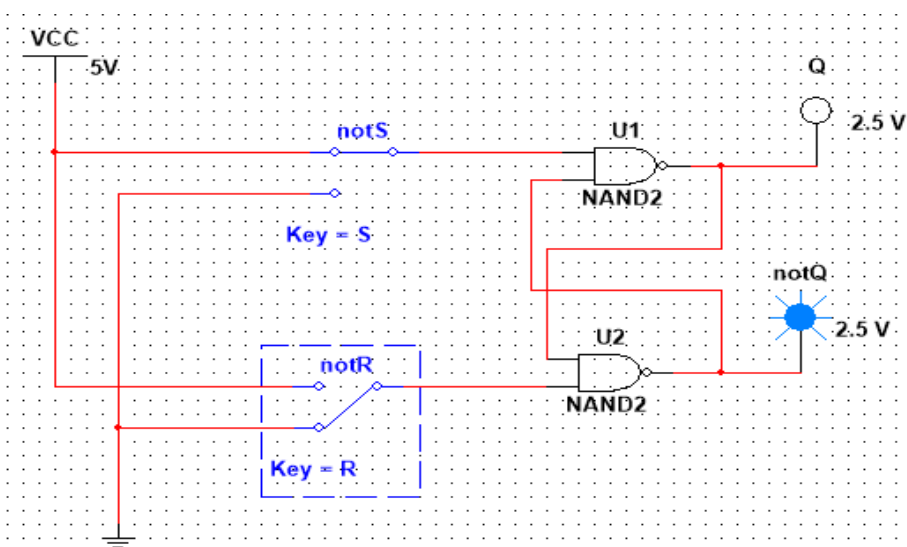 VCC
5V
Q
2.5 V
notS
U1
NAND2
Key = S
notQ
2.5 V
U2
notR
NAND2
Key = R